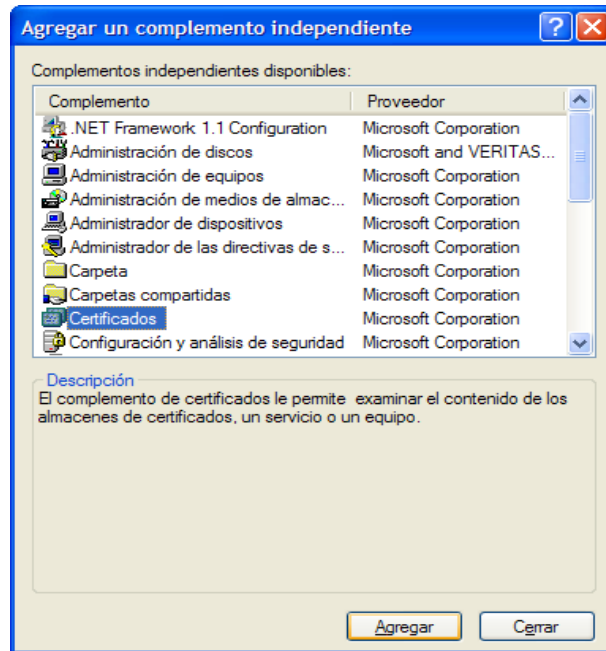 Agregar un complemento independiente
Complementos independientes disponibles:
Complemento Proveedor
.NET Framework 1.1 Configuration Microsoft Corporation
Administración de discos Microsoft and VERITAS...
Administración de equipos Microsoft Corporation
Administración de medios de almac... Microsoft Corporation
Administrador de dispositivos Microsoft Corporation
Administrador de las directivas de s... Microsoft Corporation
Carpeta Microsoft Corporation
Carpetas compartidas Microsoft Corporation
Certificados Microsoft Corporation
Configuración y análisis de seguridad Microsoft Corporation
Descripción
El complemento de certificados le permite examinar el contenido de los
almacenes de certificados, un servicio o un equipo.
Agregar Cerrar